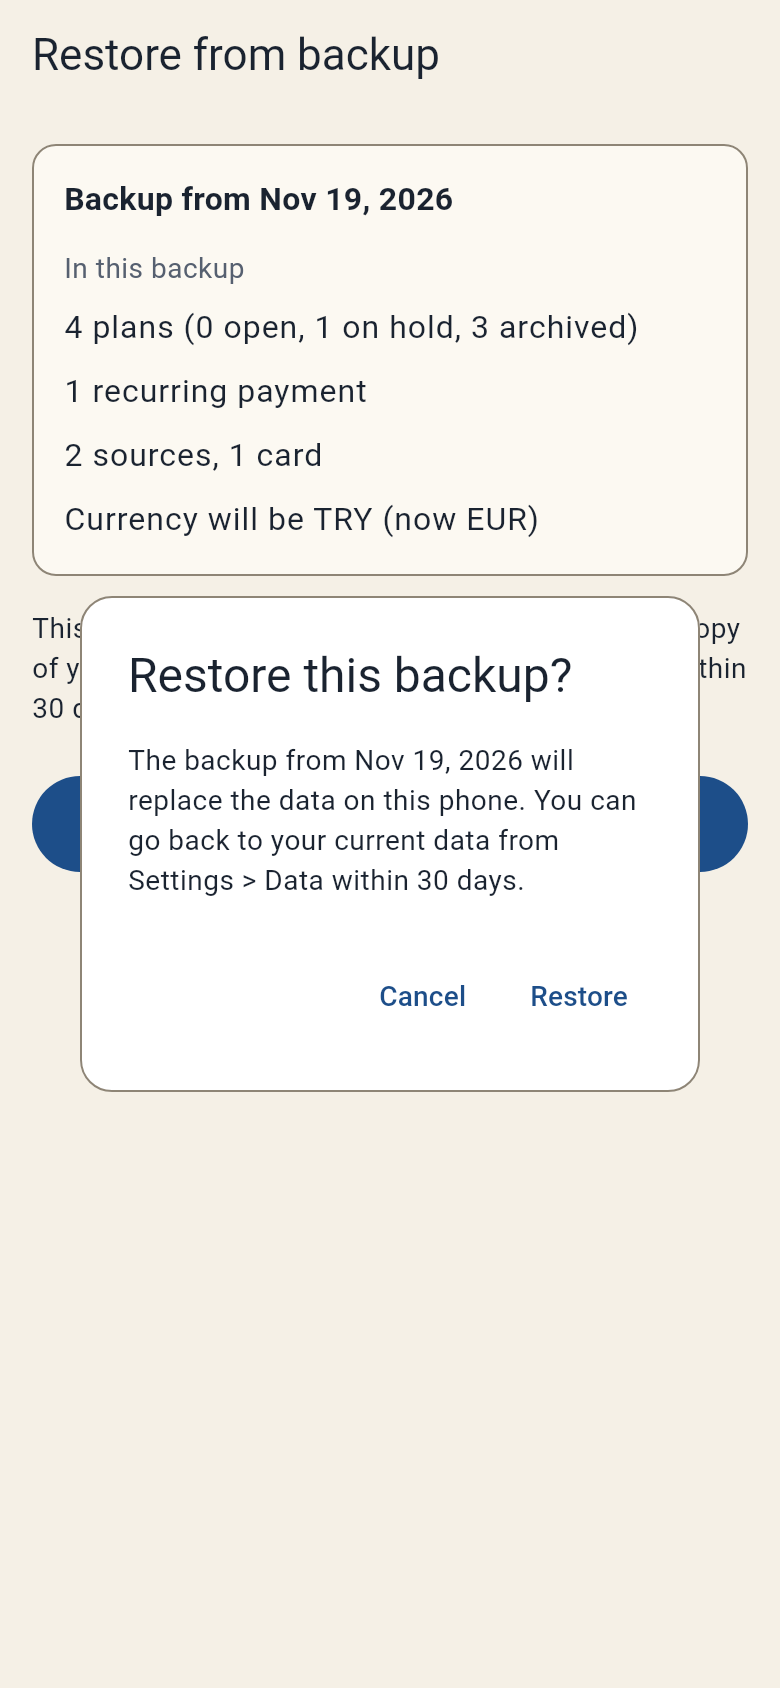 Restore from backup
Backup from Nov 19, 2026
In this backup
4 plans (0 open, 1 on hold, 3 archived)
1 recurring payment
2 sources, 1 card
Currency will be TRY (now EUR)
of
30
Restore this backup?
The backup from Nov 19, 2026 will
replace the data on this phone. You can
go back to your current data from
Settings > Data within 30 days.
Cancel Restore